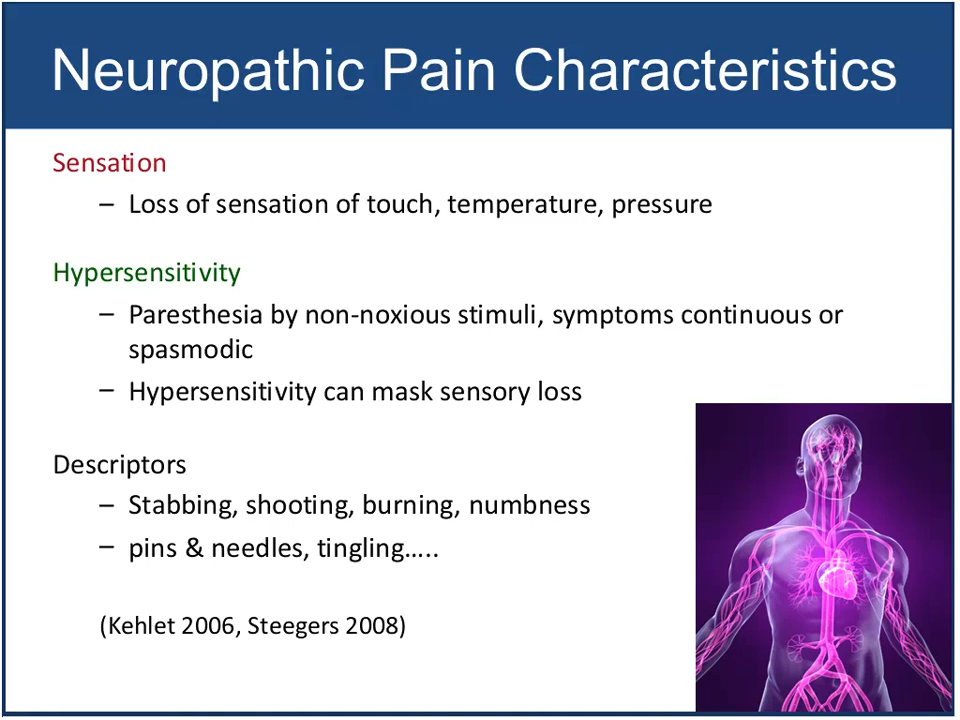 Neuropathic Pain Characteristics
Sensation
– Loss of sensation of touch, temperature, pressure
Hypersensitivity
– Paresthesia by non-noxious stimuli, symptoms continuous or
spasmodic
– Hypersensitivity can mask sensory loss
Descriptors
– Stabbing, shooting, burning, numbness
– pins & needles, tingling…..
(Kehlet 2006, Steegers 2008)